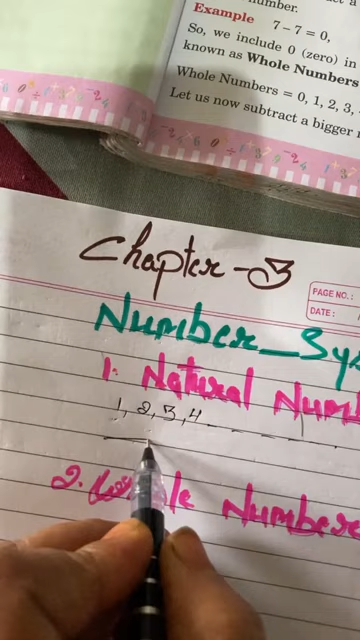 number.
Example 7 – 7 = 0,
So, we include 0 (zero) in
known as Whole Numbers
Whole Numbers = 0, 1, 2, 3,
Let us now subtract a bigger
Chapter - 3
PAGE NO.:
DATE:
Number_Sys
1. Natural Num
1, 2, 3, 4
2. Whole Numbers